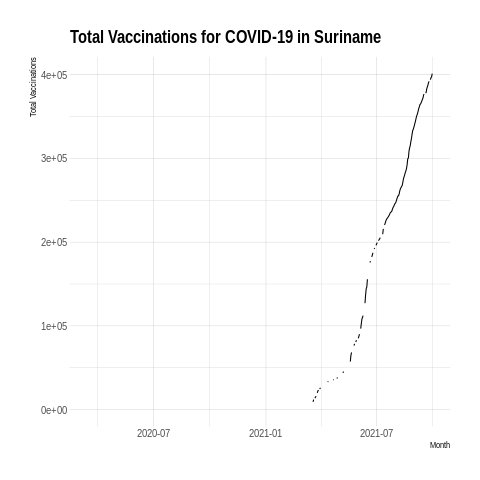 Total Vaccinations for COVID-19 in Suriname
Total Vaccinations
4e+05
3e+05
2e+05
1e+05
0e+00
2020-07
2021-01
2021-07
Month